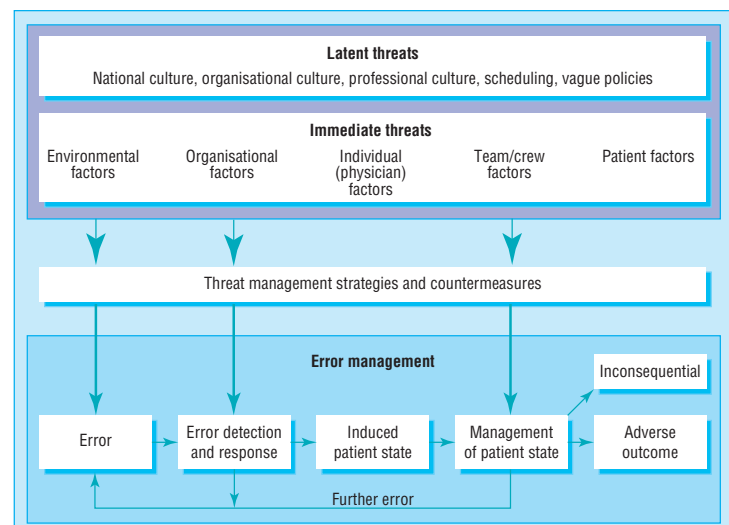 Latent threats
National culture, organisational culture, professional culture, scheduling, vague policies
Immediate threats
Environmental
factors
Organisational
factors
Individual
(physician)
factors
Team/crew
factors
Patient factors
Threat management strategies and countermeasures
Error management
Inconsequential
Error
Error detection
and response
Induced
patient state
Management
of patient state
Adverse
outcome
Further error